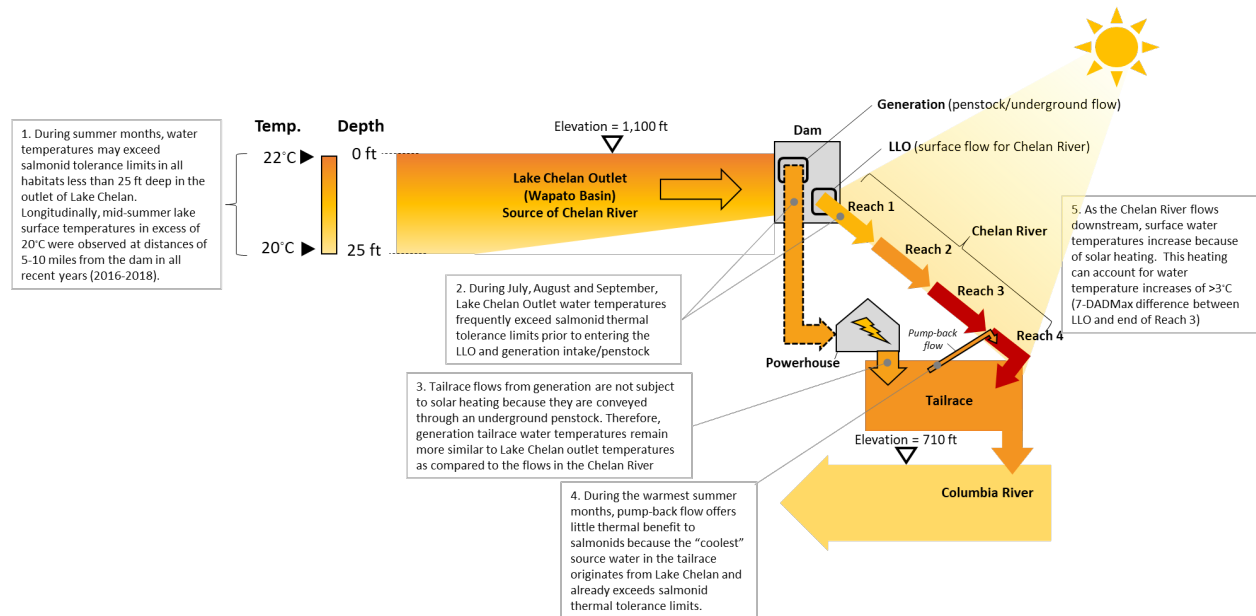 1. During summer months, water
temperatures may exceed
salmonid tolerance limits in all
habitats less than 25 ft deep in the
outlet of Lake Chelan.
Longitudinally, mid-summer lake
surface temperatures in excess of
20°C were observed at distances of
5-10 miles from the dam in all
recent years (2016-2018).
Temp.
Depth
22°C
0 ft
20°C
25 ft
Elevation = 1,100 ft
Lake Chelan Outlet
(Wapato Basin)
Source of Chelan River
Generation (penstock/underground flow)
Dam
LLO (surface flow for Chelan River)
Reach 1
Chelan River
Reach 2
Reach 3
Reach 4
5. As the Chelan River flows
downstream, surface water
temperatures increase because
of solar heating.  This heating
can account for water
temperature increases of >3°C
(7-DADMax difference between
LLO and end of Reach 3)
2. During July, August and September,
Lake Chelan Outlet water temperatures
frequently exceed salmonid thermal
tolerance limits prior to entering the
LLO and generation intake/penstock
Pump-back
flow
Powerhouse
Tailrace
3. Tailrace flows from generation are not subject
to solar heating because they are conveyed
through an underground penstock. Therefore,
generation tailrace water temperatures remain
more similar to Lake Chelan outlet temperatures
as compared to the flows in the Chelan River
Elevation = 710 ft
Columbia River
4. During the warmest summer
months, pump-back flow offers
little thermal benefit to
salmonids because the “coolest”
source water in the tailrace
originates from Lake Chelan and
already exceeds salmonid
thermal tolerance limits.